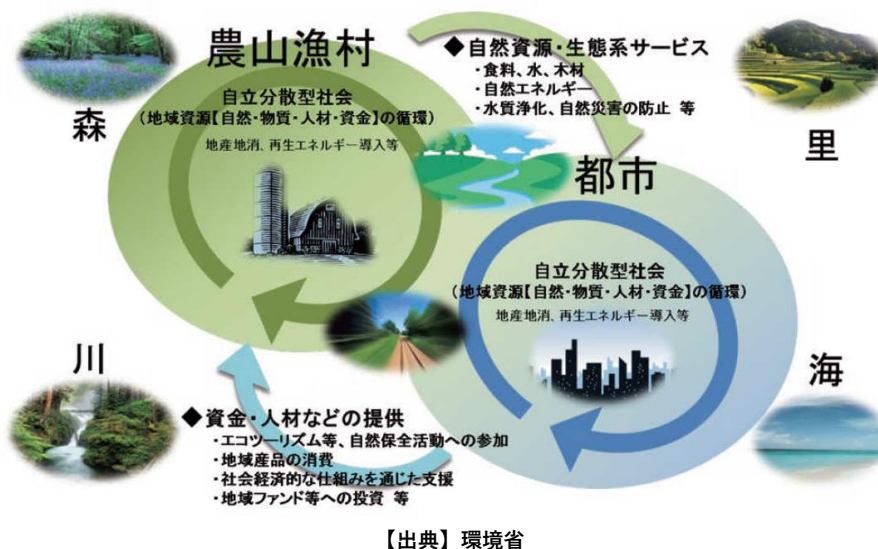 農山漁村
森
自立分散型社会
(地域資源【自然・物質・人材・資金】の循環)
地産地消、再生エネルギー導入等
◆自然資源・生態系サービス
・食料、水、木材
・自然エネルギー
・水質浄化、自然災害の防止 等
里
都市
自立分散型社会
(地域資源【自然・物質・人材・資金】の循環)
地産地消、再生エネルギー導入等
川
海
◆資金・人材などの提供
・エコツーリズム等、自然保全活動への参加
・地域産品の消費
・社会経済的な仕組みを通じた支援
・地域ファンド等への投資 等
【出典】環境省